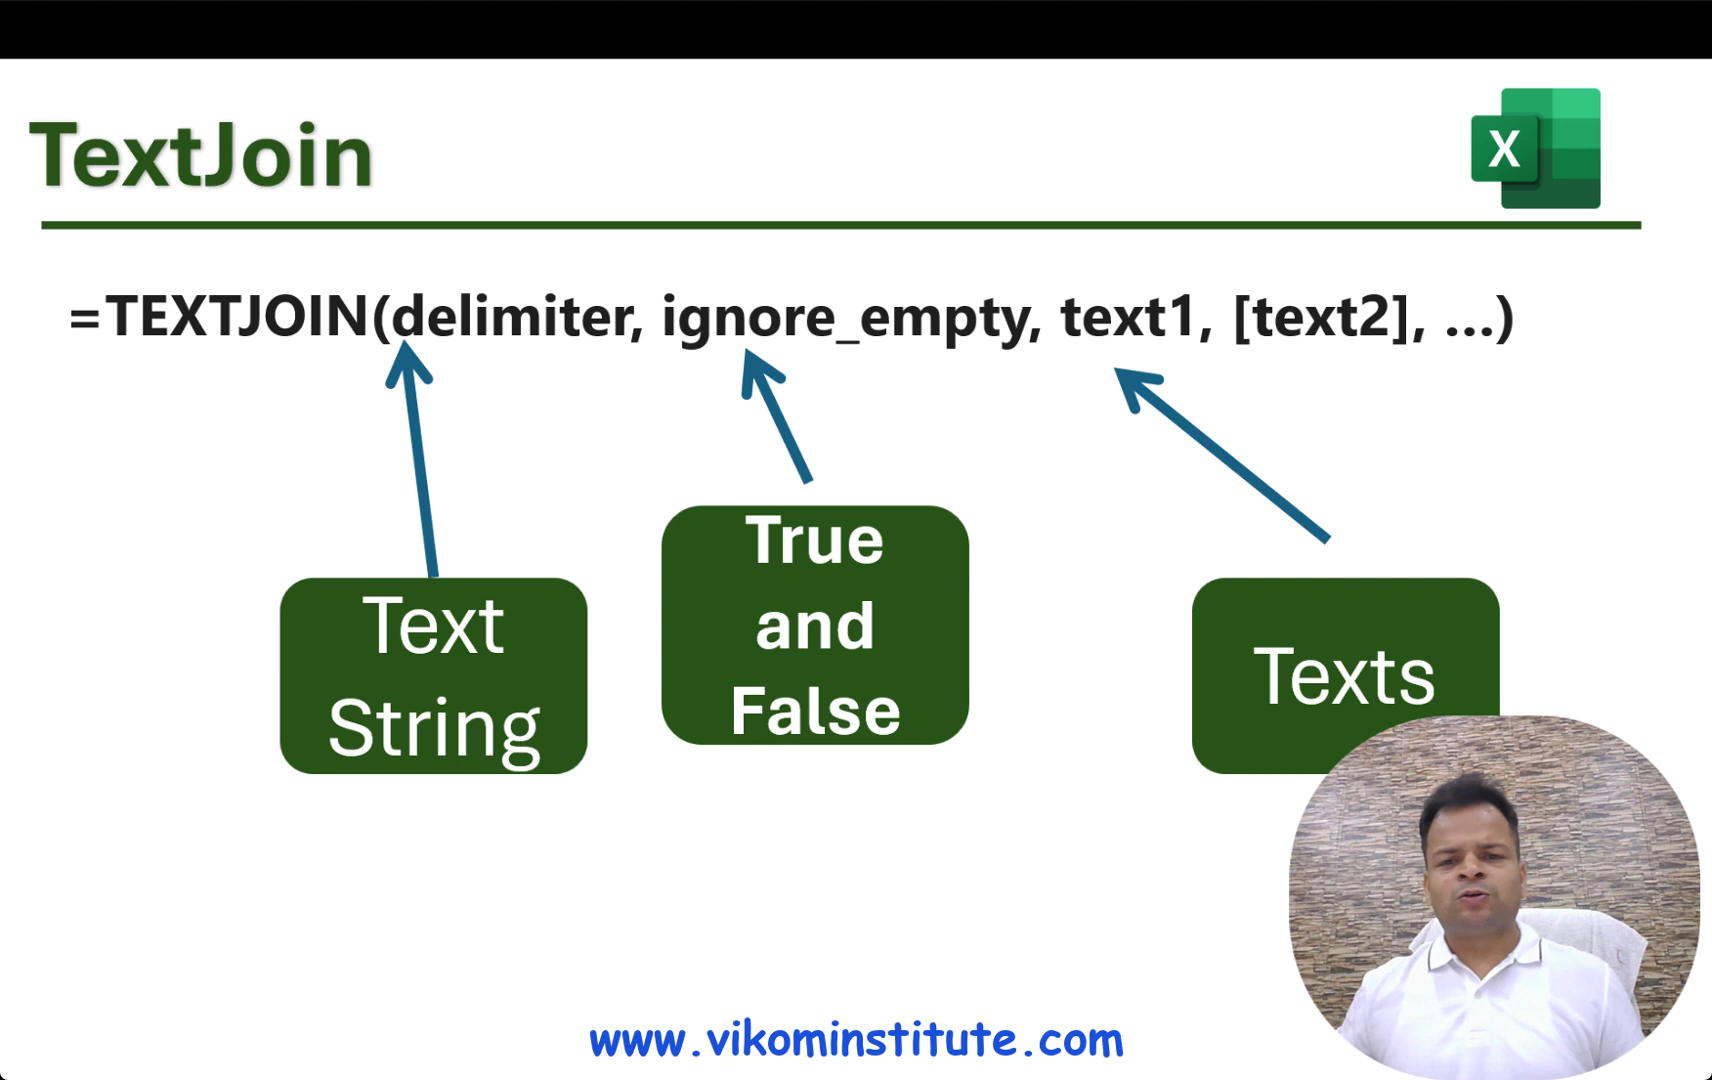 TextJoin
X
=TEXTJOIN(delimiter, ignore_empty, text1, [text2], ...)
Text
String
True
and
False
Texts
www.vikominstitute.com